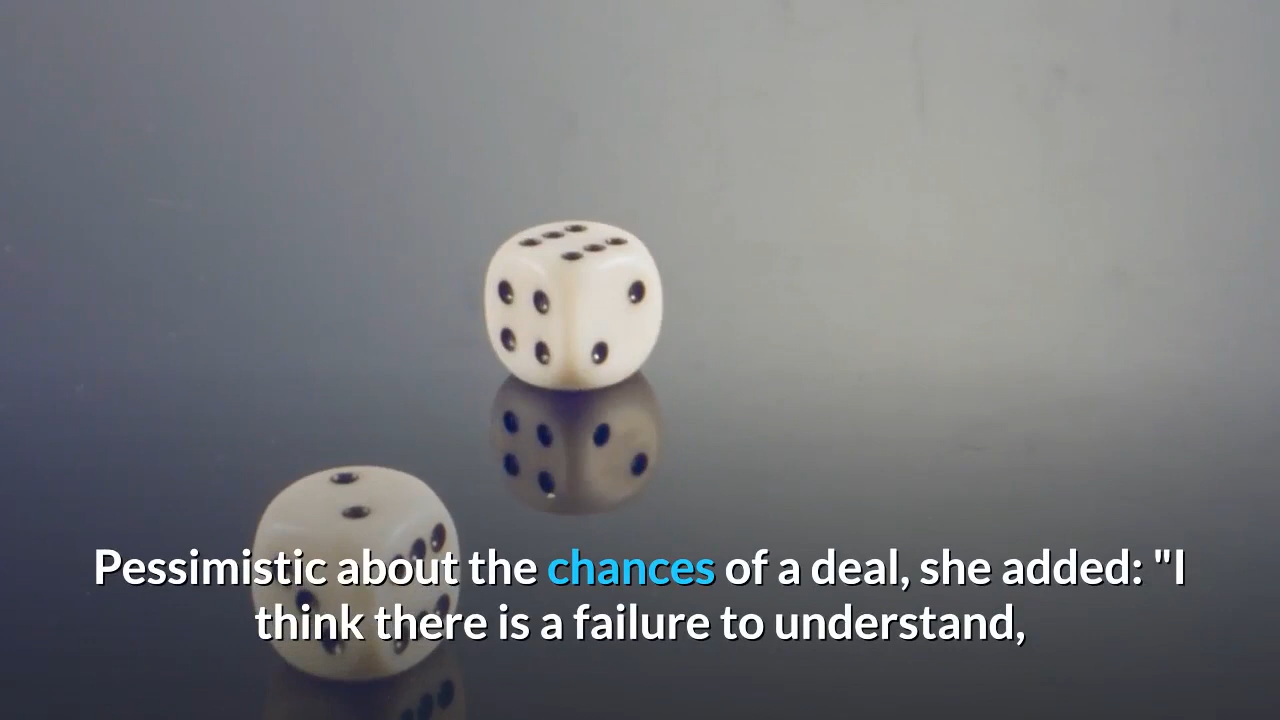 Pessimistic about the chances of a deal, she added: "I
think there is a failure to understand,